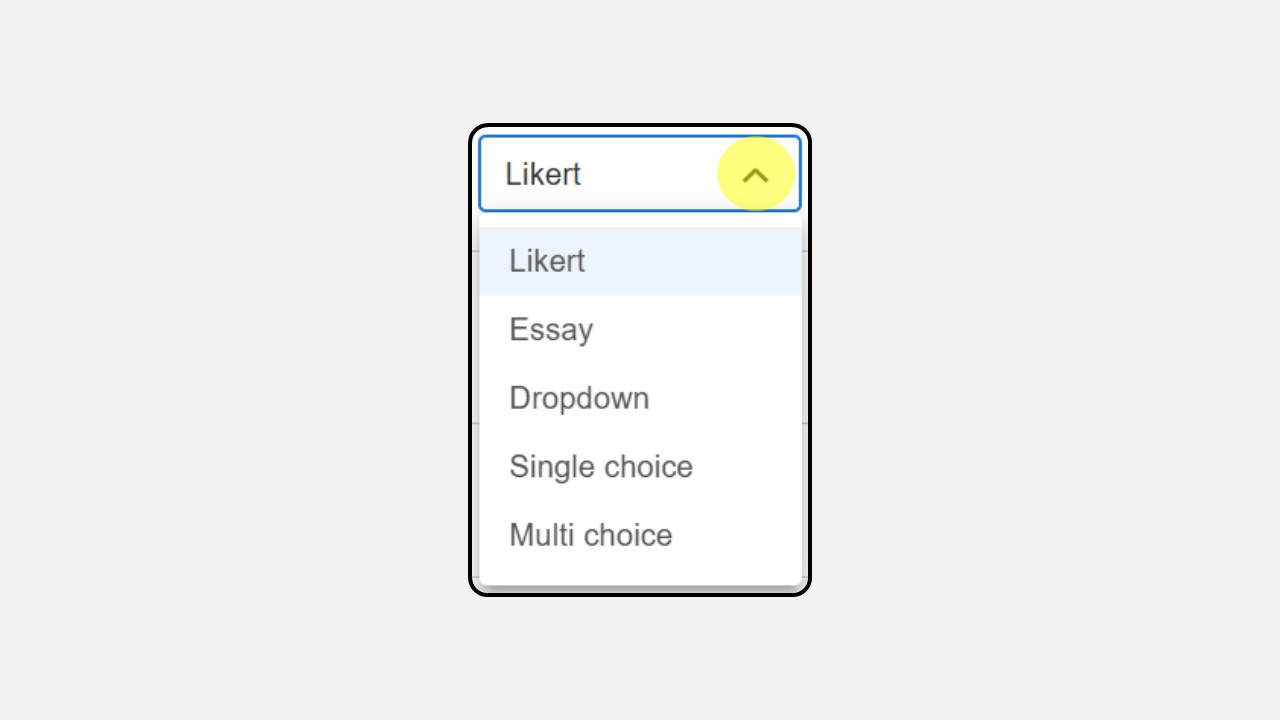 Likert
Likert
Essay
Dropdown
Single choice
Multi choice